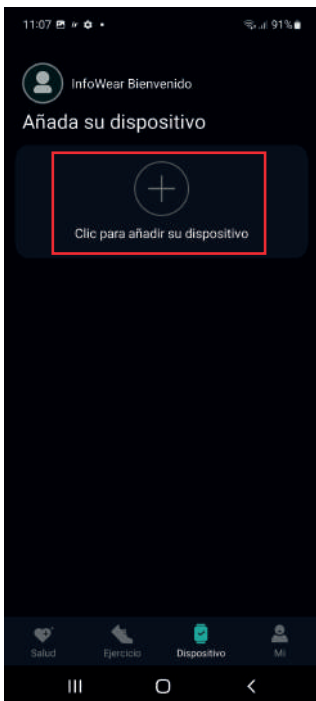 11:07 91%
InfoWear Bienvenido
Añada su dispositivo
Clic para añadir su dispositivo
Salud Ejercicio Dispositivo Mi